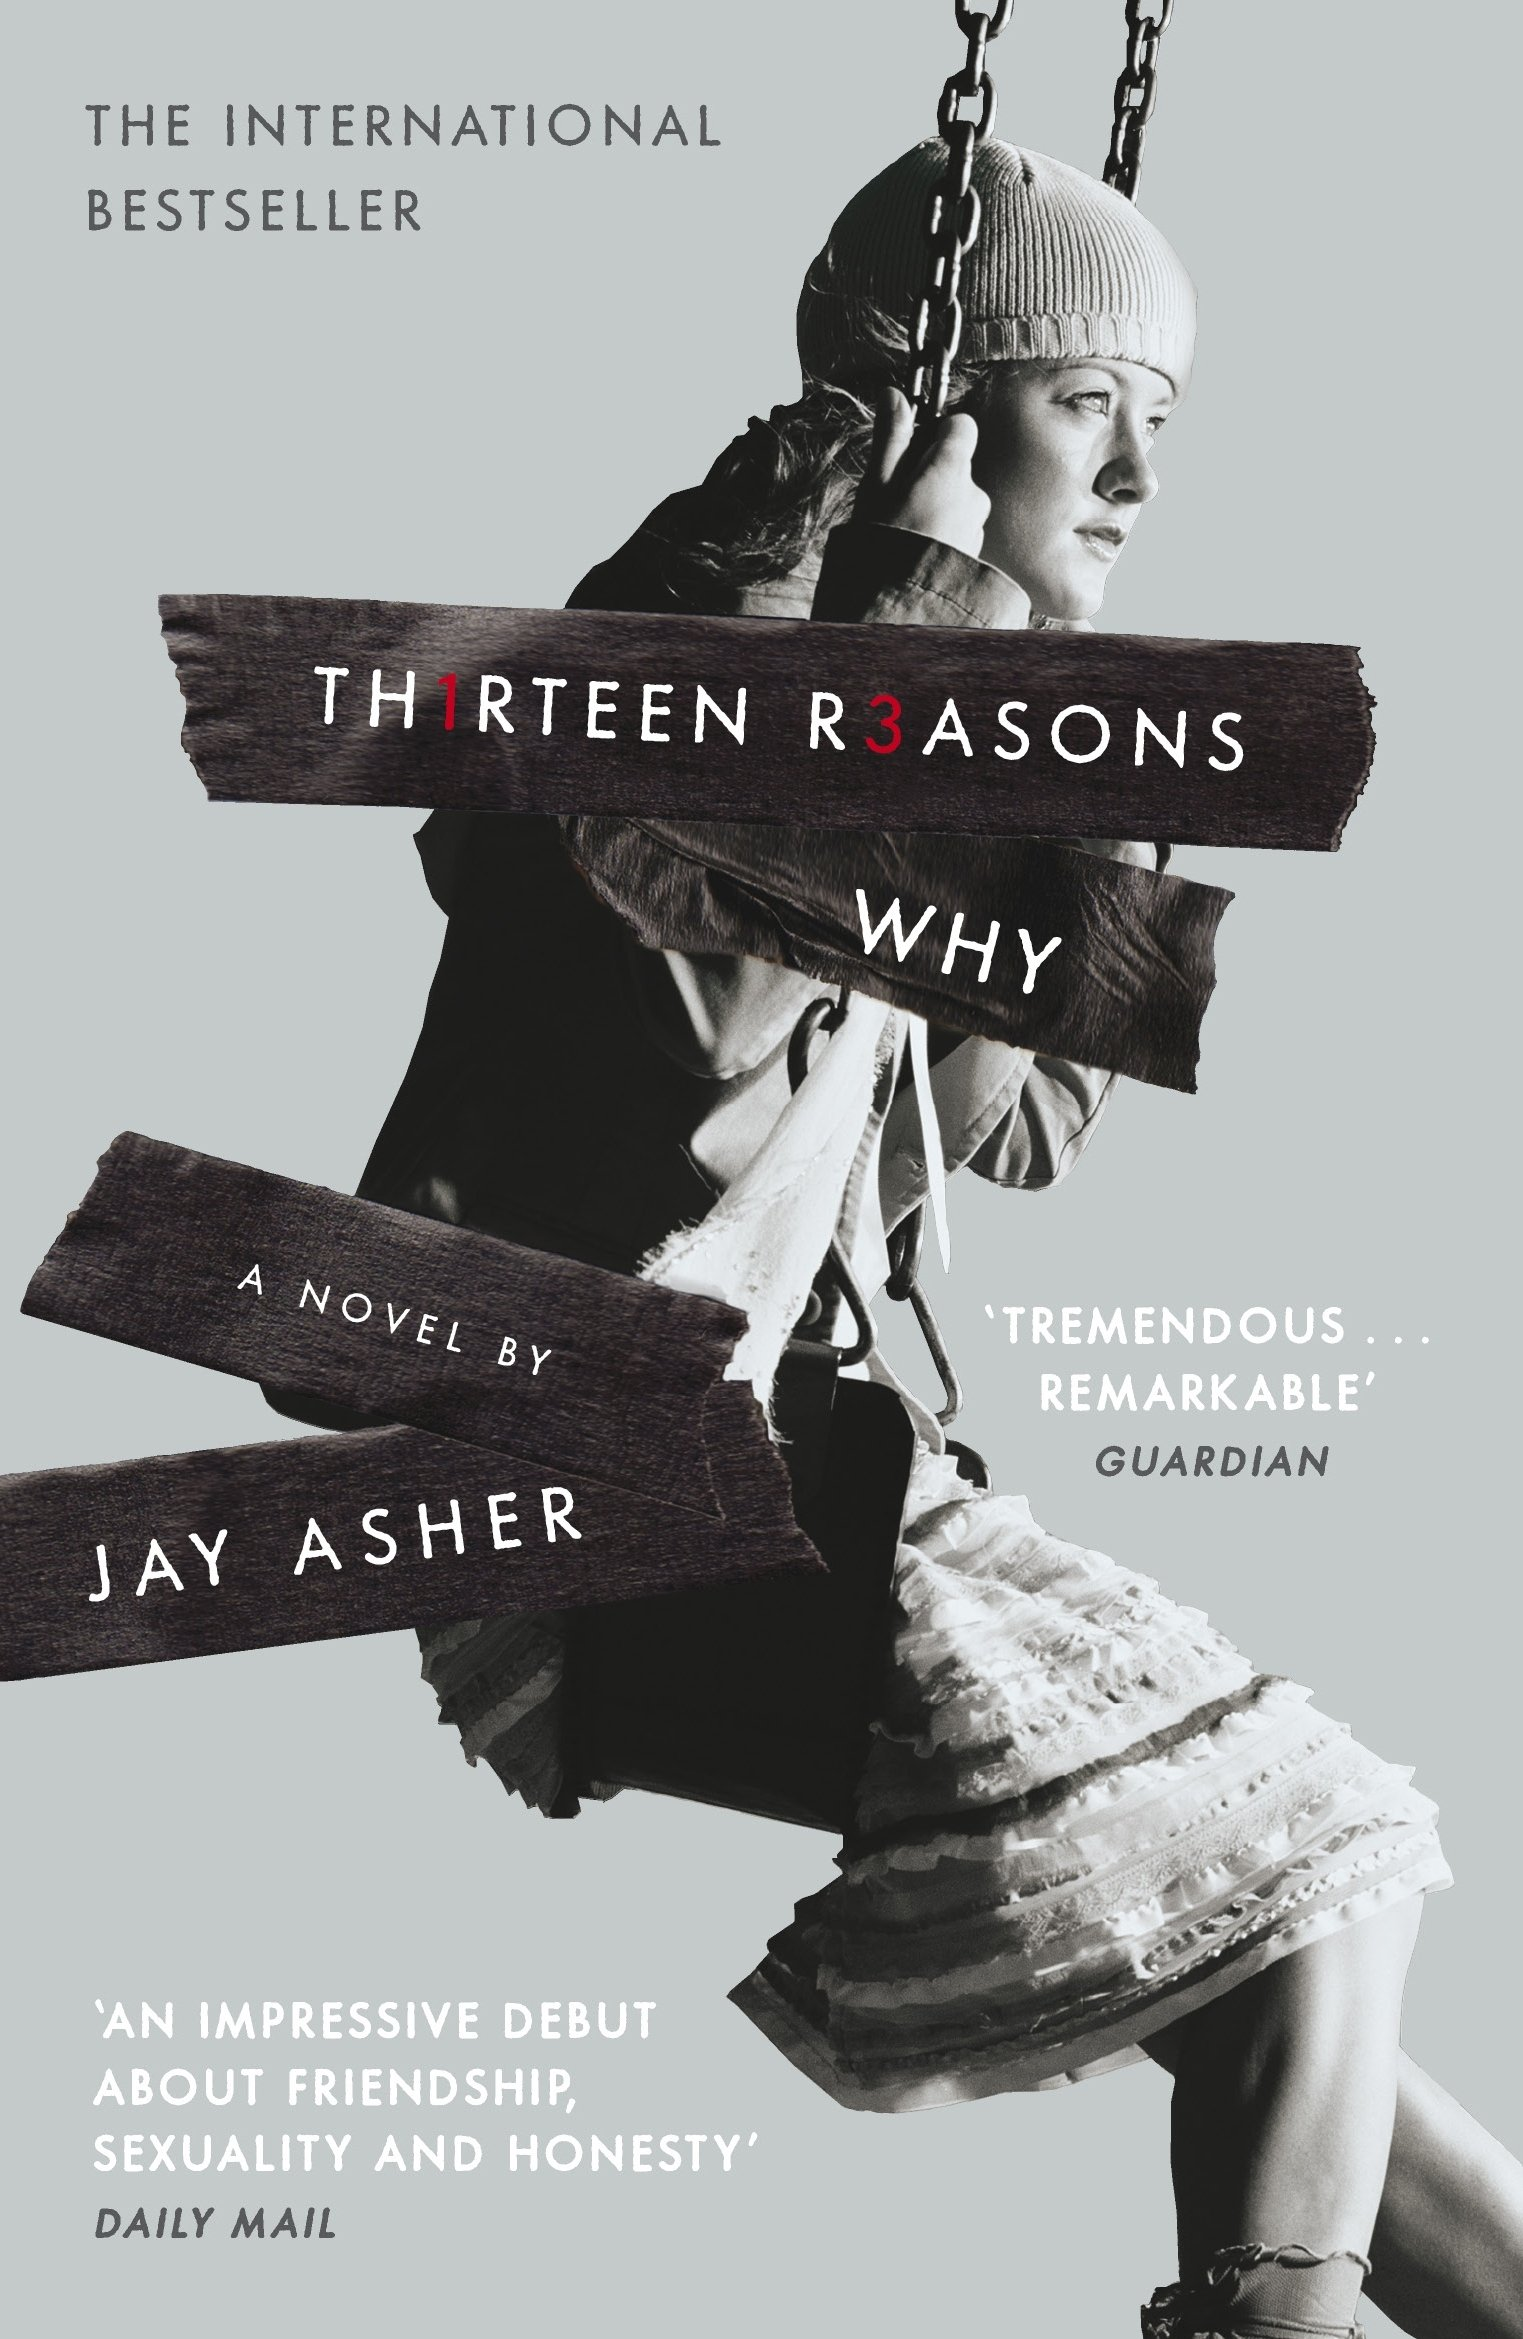 THE INTERNATIONAL
BESTSELLER
TH1RTEEN R3ASONS
WHY
A NOVEL BY
JAY ASHER
‘TREMENDOUS . . .
REMARKABLE’
GUARDIAN
‘AN IMPRESSIVE DEBUT
ABOUT FRIENDSHIP,
SEXUALITY AND HONESTY’
DAILY MAIL